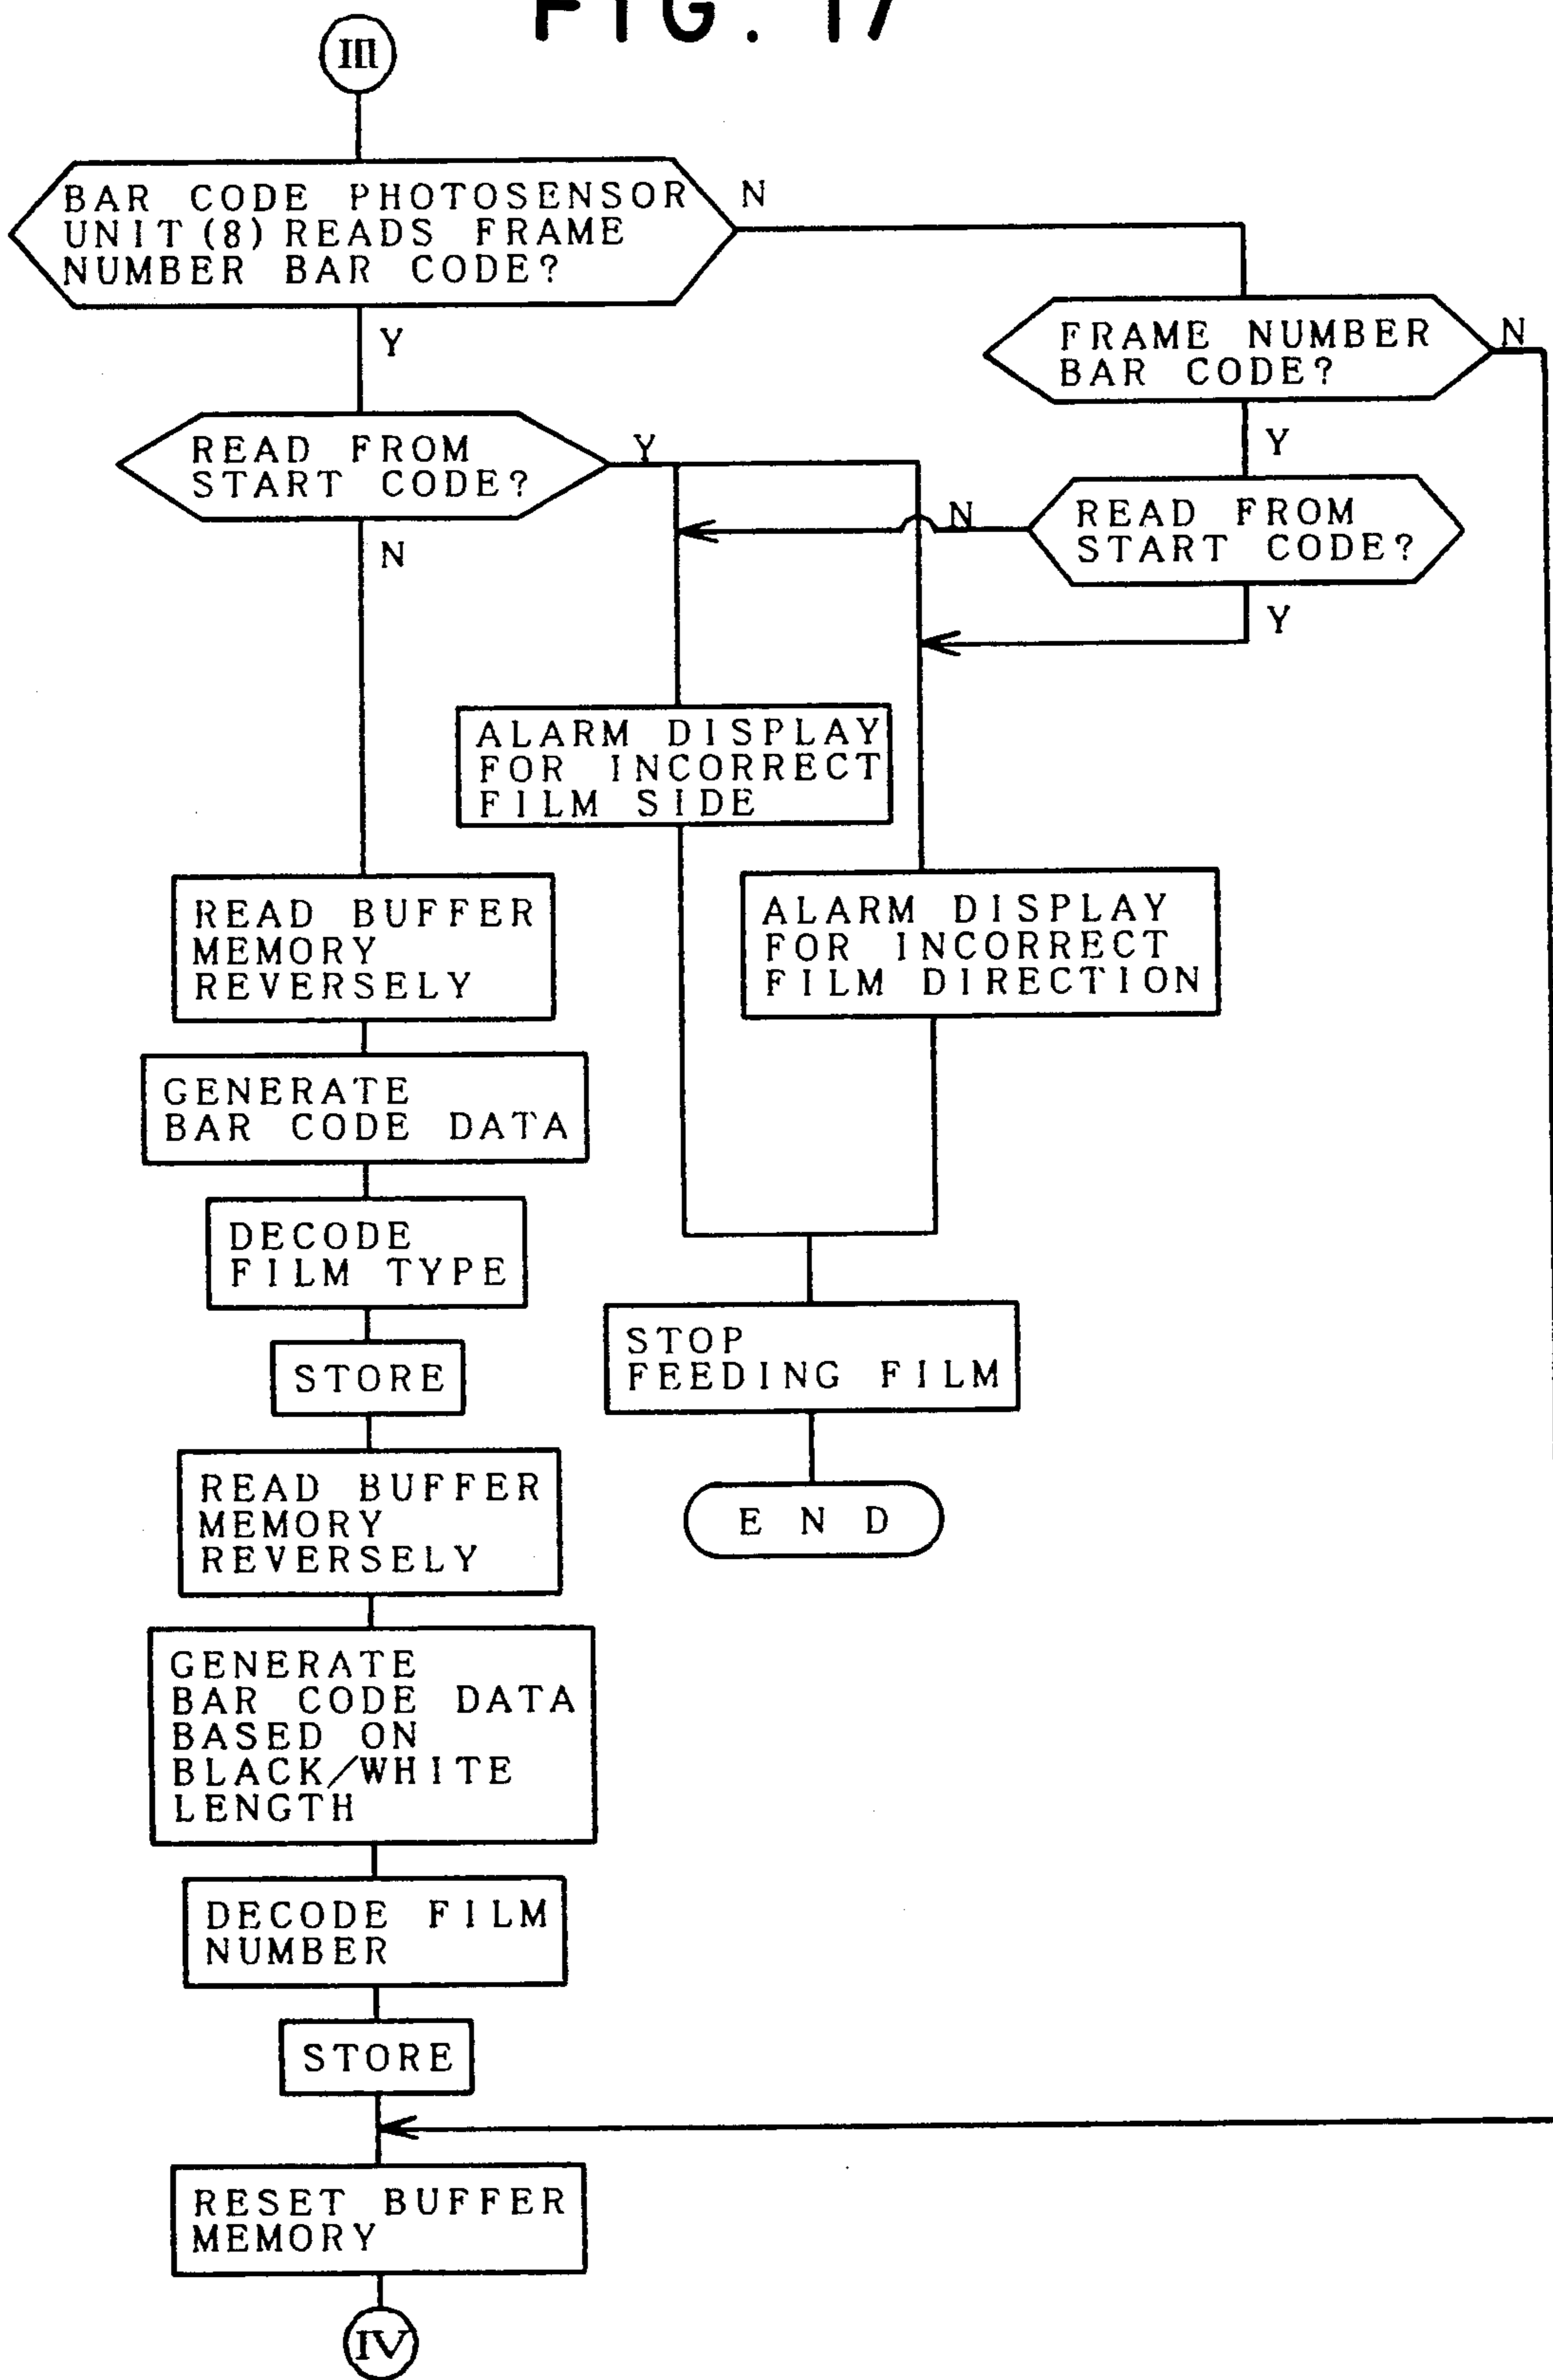 FIG. 17
III
BAR CODE PHOTOSENSOR
UNIT(8) READS FRAME
NUMBER BAR CODE?
N
Y
FRAME NUMBER
BAR CODE?
N
Y
READ FROM
START CODE?
Y
N
READ FROM
START CODE?
N
Y
ALARM DISPLAY
FOR INCORRECT
FILM SIDE
ALARM DISPLAY
FOR INCORRECT
FILM DIRECTION
READ BUFFER
MEMORY
REVERSELY
GENERATE
BAR CODE DATA
DECODE
FILM TYPE
STORE
STOP
FEEDING FILM
END
READ BUFFER
MEMORY
REVERSELY
GENERATE
BAR CODE DATA
BASED ON
BLACK/WHITE
LENGTH
DECODE FILM
NUMBER
STORE
RESET BUFFER
MEMORY
IV